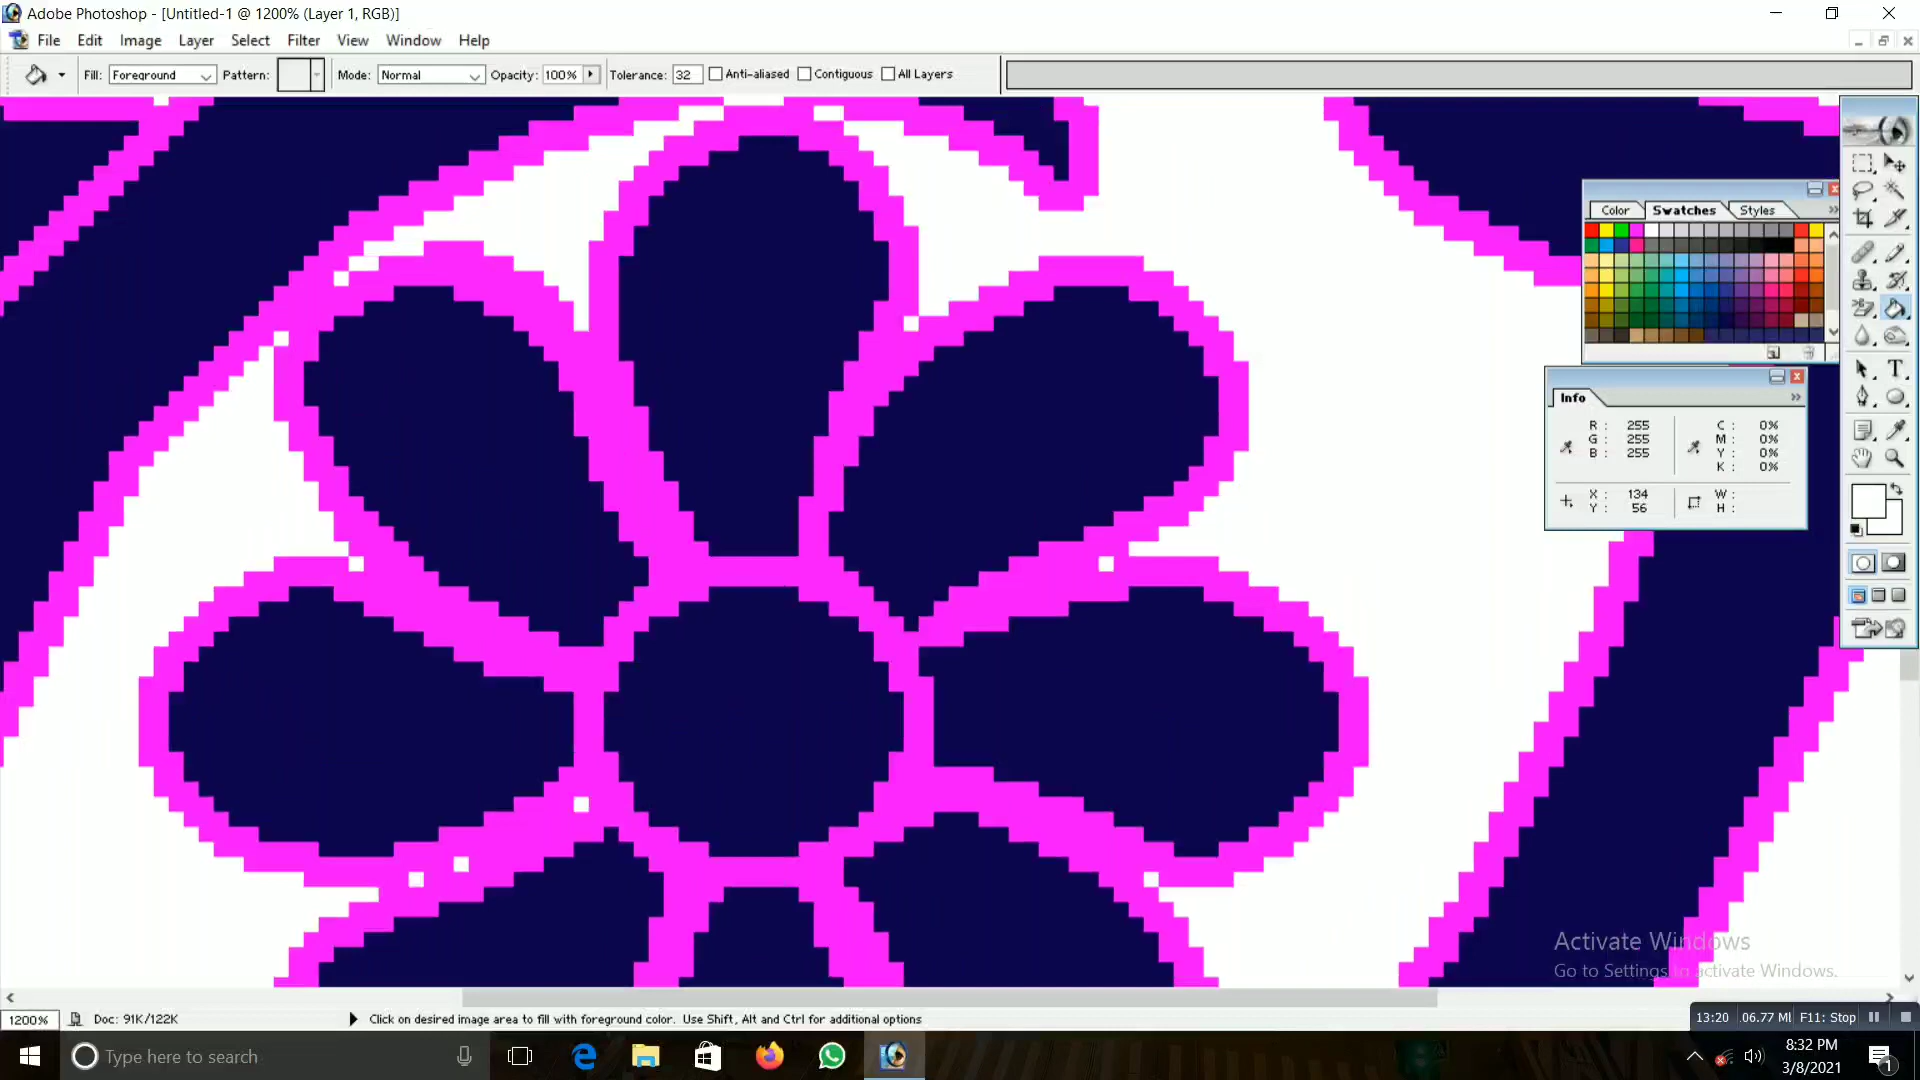 Adobe Photoshop - [Untitled-1 @ 1200% (Layer 1, RGB)]
File Edit Image Layer Select Filter View Window Help
Fill: Foreground Pattern: Mode: Normal Opacity: 100% Tolerance: 32 Anti-aliased Contiguous All Layers
Color Swatches Styles
Info
R : 255 C : 0%
G : 255 M : 0%
B : 255 Y : 0%
K : 0%
X : 134 W :
Y : 56 H :
Activate Windows
Go to Settings to activate Windows.
1200% Doc: 91K/122K Click on desired image area to fill with foreground color. Use Shift, Alt and Ctrl for additional options
13:20 .06.77 MI F11: Stop
Type here to search
8:32 PM
3/8/2021
1